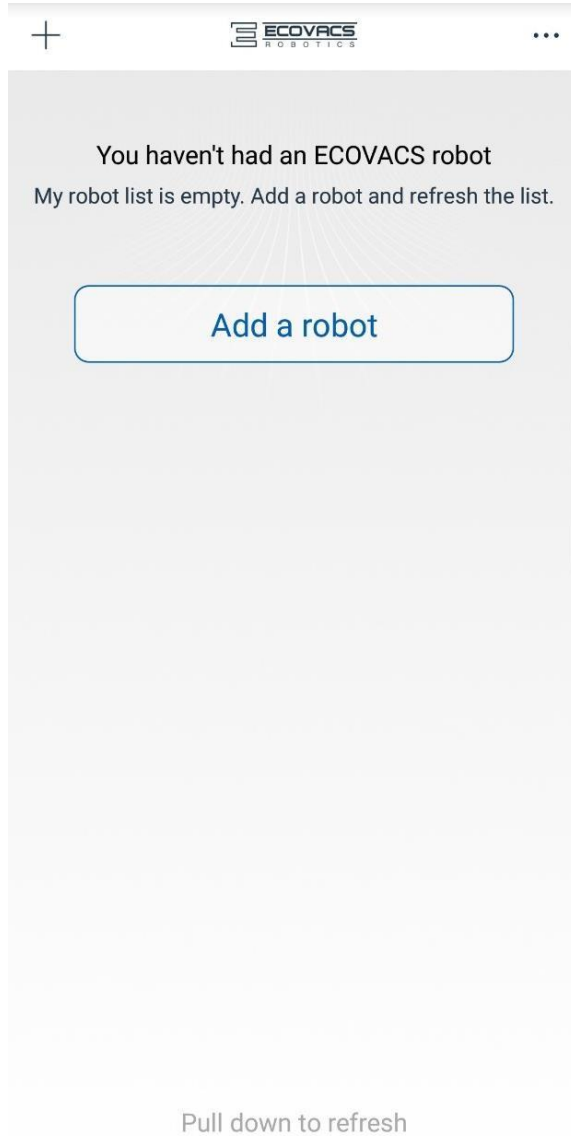 ECOVACS
ROBOTICS
You haven't had an ECOVACS robot
My robot list is empty. Add a robot and refresh the list.
Add a robot
Pull down to refresh